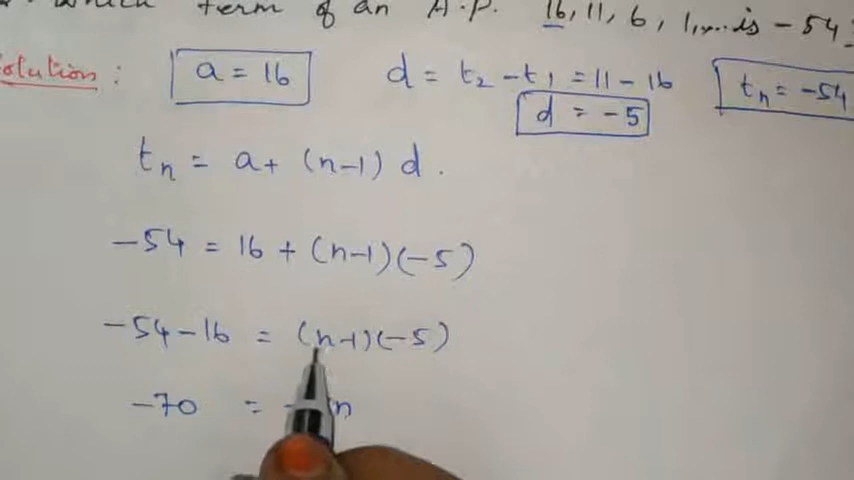 which term of an A.P. 16, 11, 6, 1,... is -54
Solution :
a = 16
d = t₂ - t₁ = 11 - 16
d = -5
tₙ = -54
tₙ = a + (n-1) d .
-54 = 16 + (n-1)(-5)
-54-16 = (n-1)(-5)
-70 = - n